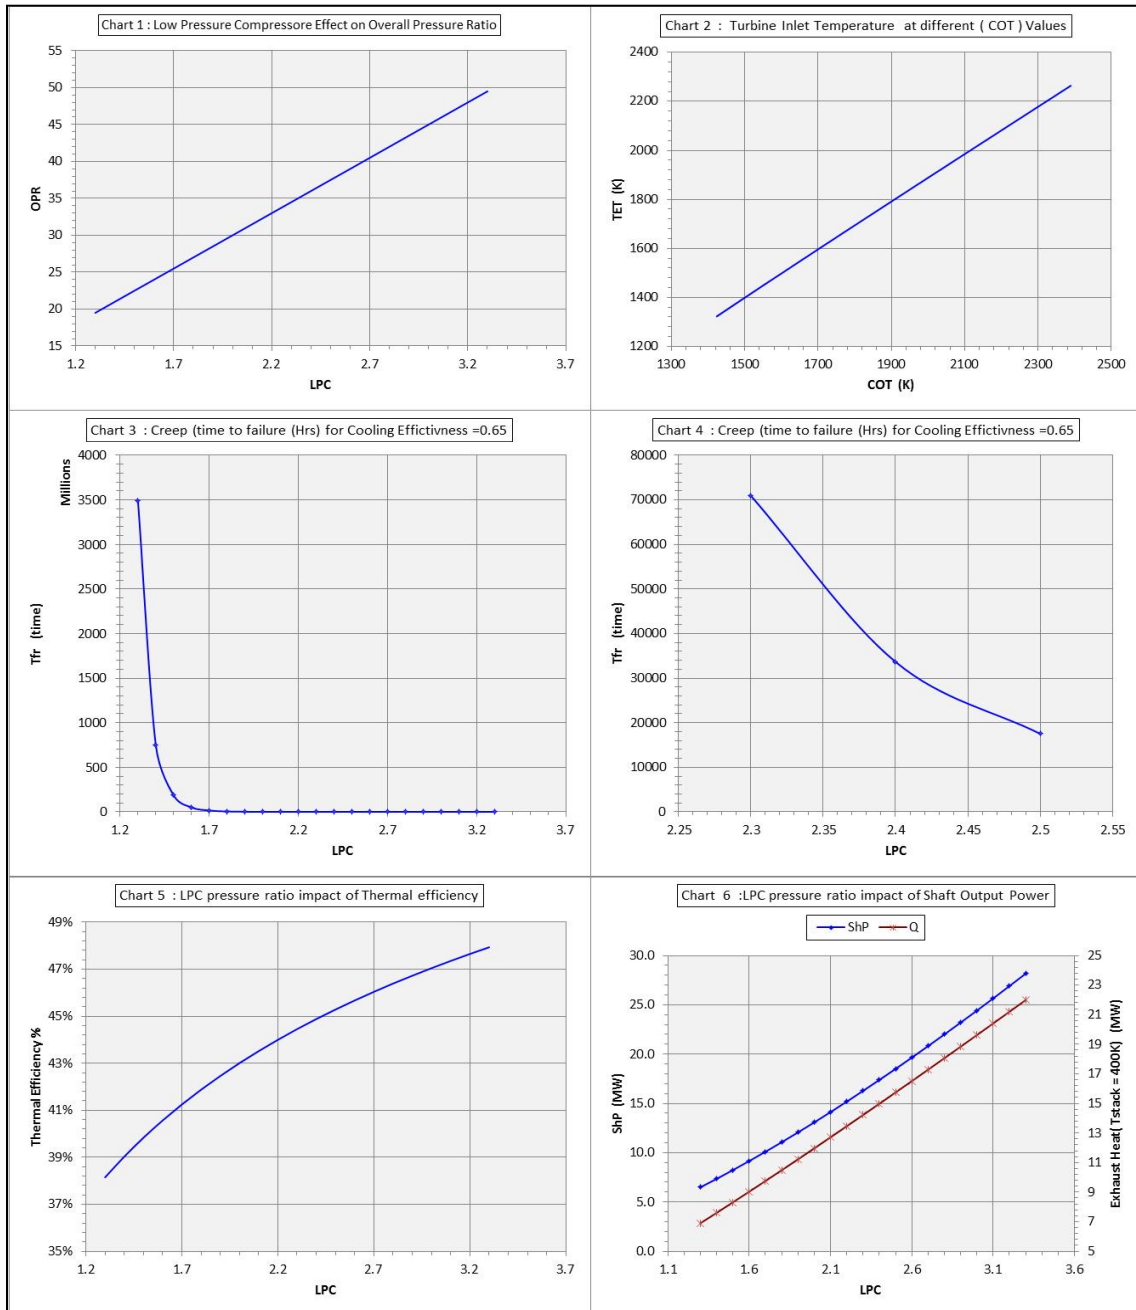 Chart 1 : Low Pressure Compressore Effect on Overall Pressure Ratio
55
50
45
40
35
30
25
20
15
OPR
1.2 1.7 2.2 2.7 3.2 3.7
LPC
Chart 2 : Turbine Inlet Temperature at different ( COT ) Values
2400
2200
2000
1800
1600
1400
1200
TET (K)
1300 1500 1700 1900 2100 2300 2500
COT (K)
Chart 3 : Creep (time to failure (Hrs) for Cooling Effictivness =0.65
Millions
4000
3500
3000
2500
2000
1500
1000
500
0
Tfr (time)
1.2 1.7 2.2 2.7 3.2 3.7
LPC
Chart 4 : Creep (time to failure (Hrs) for Cooling Effictivness =0.65
80000
70000
60000
50000
40000
30000
20000
10000
0
Tfr (time)
2.25 2.3 2.35 2.4 2.45 2.5 2.55
LPC
Chart 5 : LPC pressure ratio impact of Thermal efficiency
49%
47%
45%
43%
41%
39%
37%
35%
Thermal Efficiency %
1.2 1.7 2.2 2.7 3.2 3.7
LPC
Chart 6 :LPC pressure ratio impact of Shaft Output Power
ShP Q
30.0
25.0
20.0
15.0
10.0
5.0
0.0
ShP (MW)
25
23
21
19
17
15
13
11
9
7
5
Exhaust Heat( Tstack = 400K) (MW)
1.1 1.6 2.1 2.6 3.1 3.6
LPC